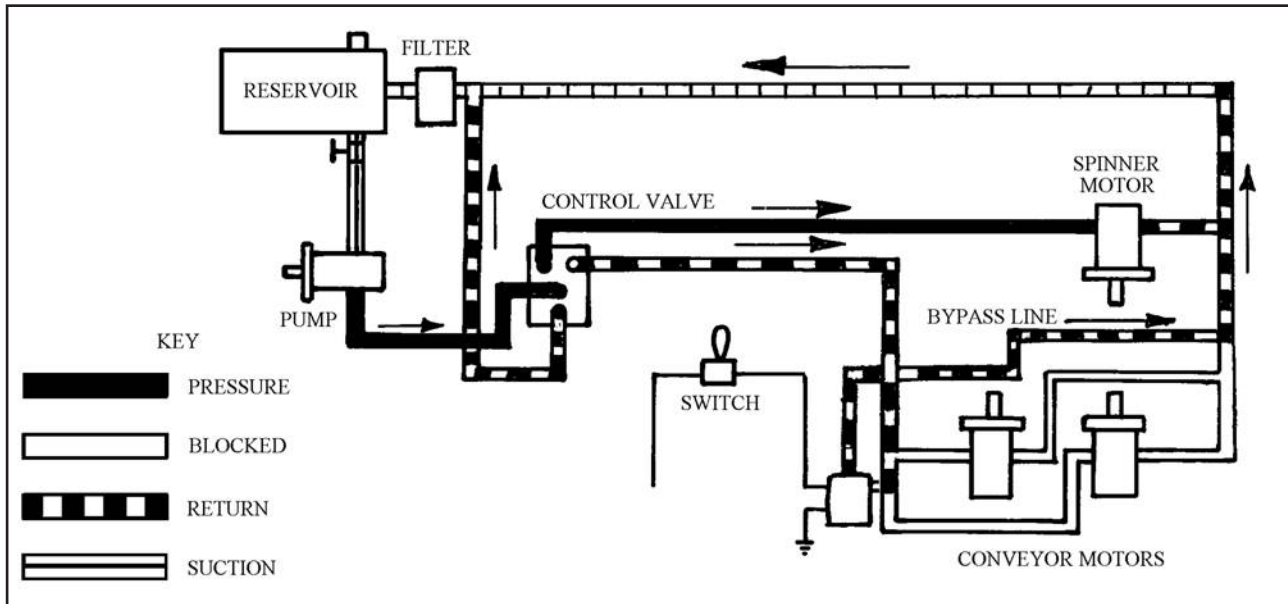 FILTER
RESERVOIR
SPINNER
MOTOR
CONTROL VALVE
PUMP
BYPASS LINE
KEY
PRESSURE
SWITCH
BLOCKED
RETURN
CONVEYOR MOTORS
SUCTION